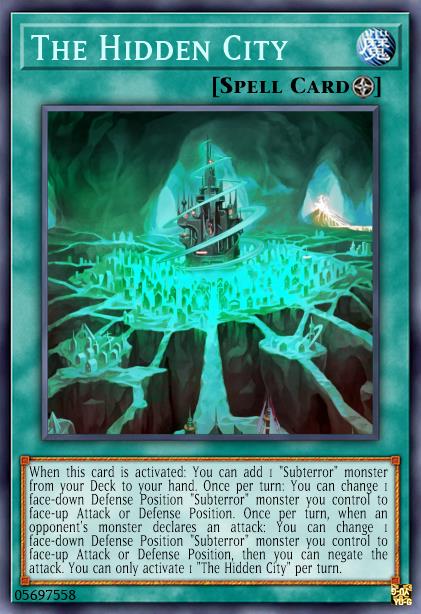 The Hidden City
[Spell Card]
When this card is activated: You can add 1 "Subterror" monster
from your Deck to your hand. Once per turn: You can change 1
face-down Defense Position "Subterror" monster you control to
face-up Attack or Defense Position. Once per turn, when an
opponent's monster declares an attack: You can change 1
face-down Defense Position "Subterror" monster you control to
face-up Attack or Defense Position, then you can negate the
attack. You can only activate 1 "The Hidden City" per turn.
05697558